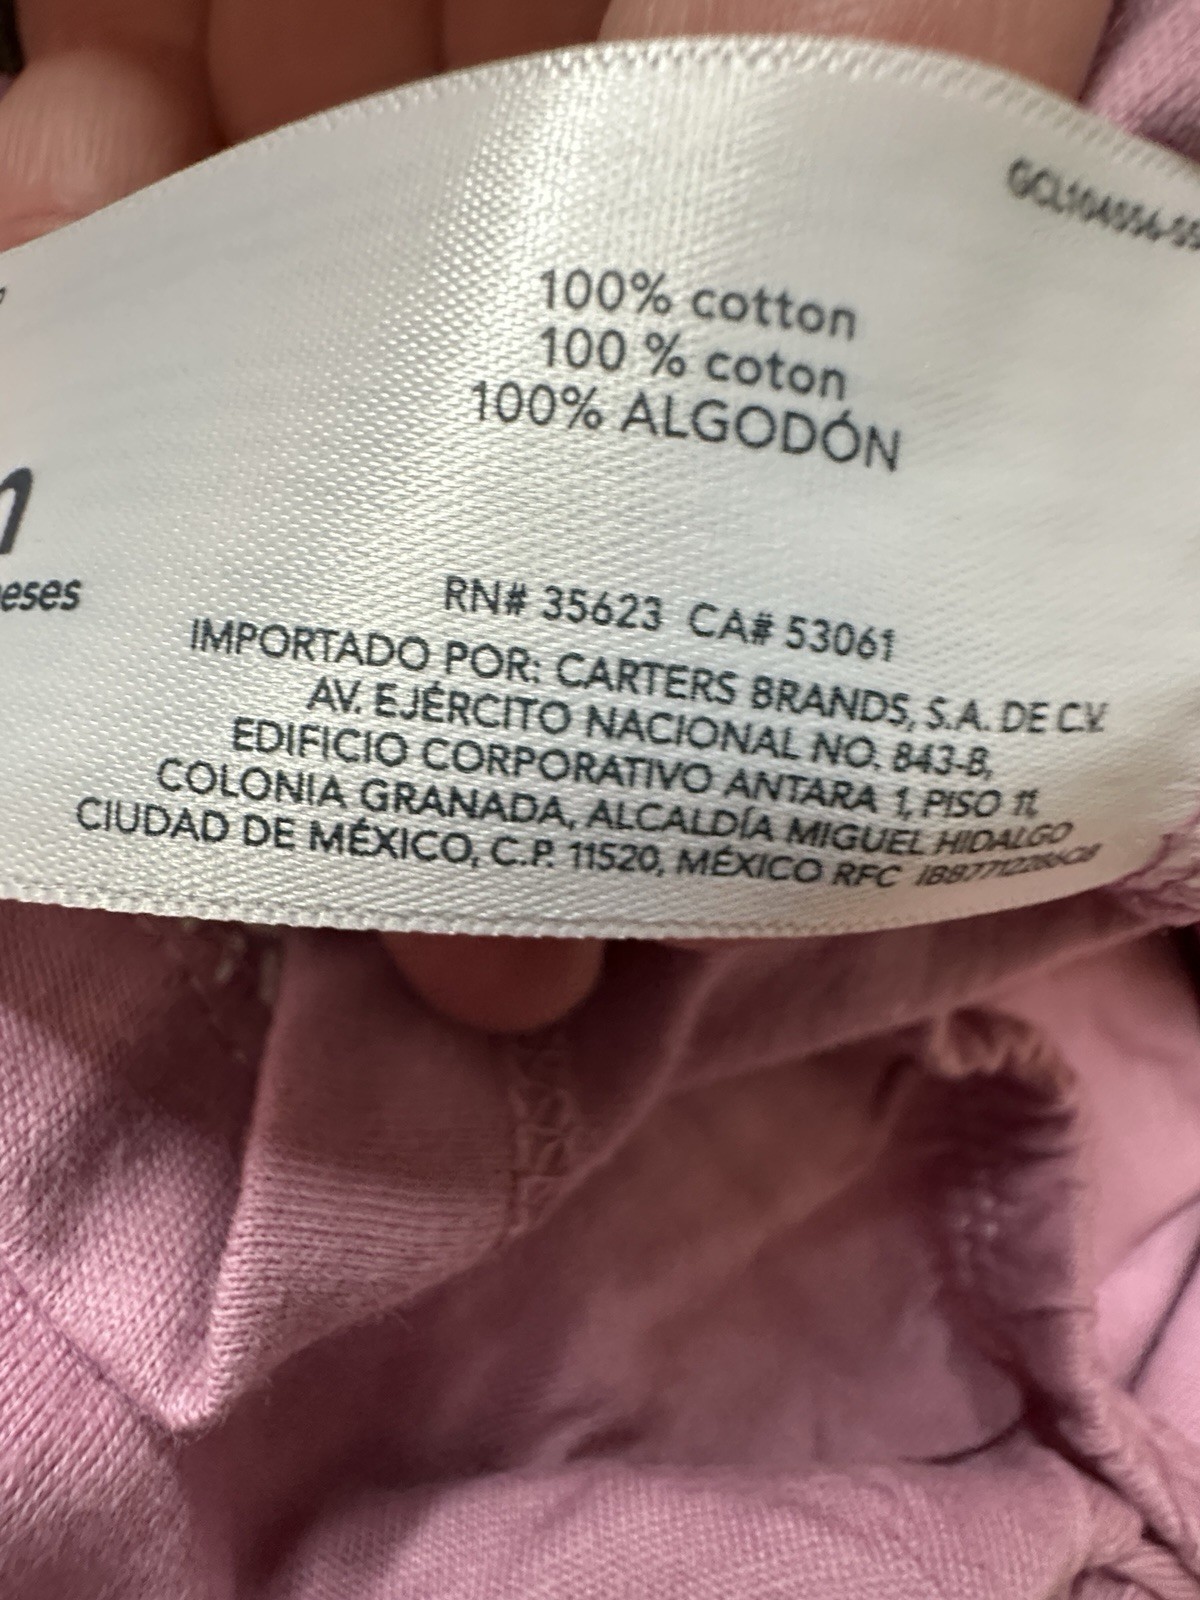 100% cotton
100 % coton
100% ALGODÓN
eses
RN# 35623 CA# 53061
IMPORTADO POR: CARTERS BRANDS, S.A. DE C.V.
AV. EJÉRCITO NACIONAL NO. 843-B,
EDIFICIO CORPORATIVO ANTARA 1, PISO 11,
COLONIA GRANADA, ALCALDÍA MIGUEL HIDALGO
CIUDAD DE MÉXICO, C.P. 11520, MÉXICO RFC